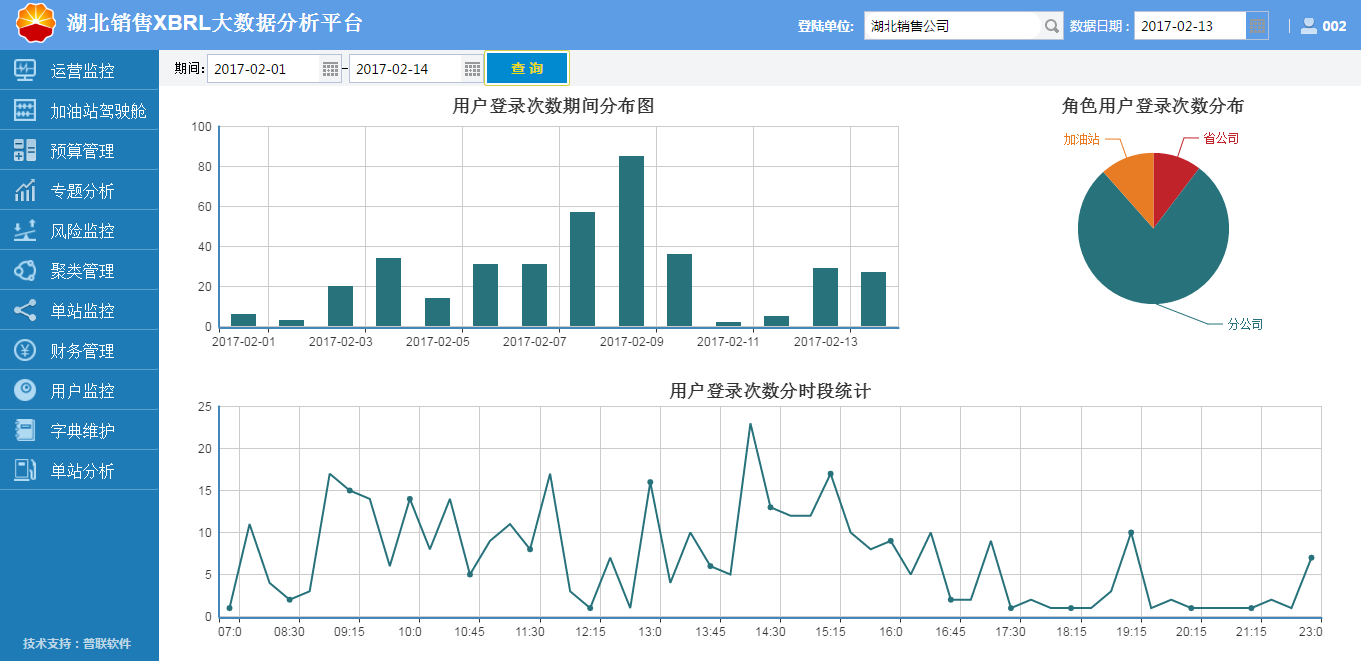 湖北销售XBRL大数据分析平台
登陆单位: 湖北销售公司 数据日期: 2017-02-13 002
期间: 2017-02-01 - 2017-02-14 查 询
运营监控
加油站驾驶舱
预算管理
专题分析
风险监控
聚类管理
单站监控
财务管理
用户监控
字典维护
单站分析
技术支持：普联软件
用户登录次数期间分布图
100
80
60
40
20
0
2017-02-01 2017-02-03 2017-02-05 2017-02-07 2017-02-09 2017-02-11 2017-02-13
角色用户登录次数分布
加油站 省公司
分公司
用户登录次数分时段统计
25
20
15
10
5
0
07:0 08:30 09:15 10:0 10:45 11:30 12:15 13:0 13:45 14:30 15:15 16:0 16:45 17:30 18:15 19:15 20:15 21:15 23:0